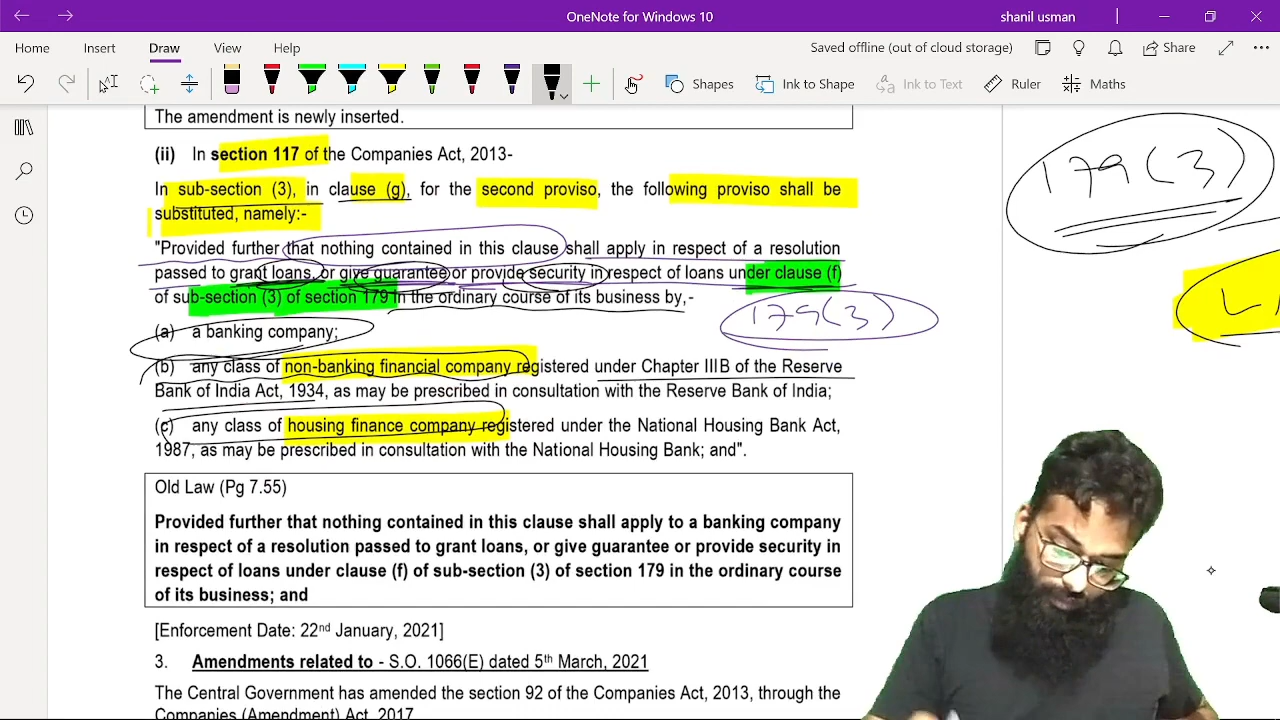 OneNote for Windows 10
shanil usman
Home Insert Draw View Help
Saved offline (out of cloud storage)
Share
Shapes Ink to Shape Ink to Text Ruler Maths
The amendment is newly inserted.
(ii) In section 117 of the Companies Act, 2013-
In sub-section (3), in clause (g), for the second proviso, the following proviso shall be
substituted, namely:-
"Provided further that nothing contained in this clause shall apply in respect of a resolution
passed to grant loans, or give guarantee or provide security in respect of loans under clause (f)
of sub-section (3) of section 179 in the ordinary course of its business by,-
(a) a banking company;
(b) any class of non-banking financial company registered under Chapter IIIB of the Reserve
Bank of India Act, 1934, as may be prescribed in consultation with the Reserve Bank of India;
(c) any class of housing finance company registered under the National Housing Bank Act,
1987, as may be prescribed in consultation with the National Housing Bank; and".
179(3)
179(3)
Old Law (Pg 7.55)
Provided further that nothing contained in this clause shall apply to a banking company
in respect of a resolution passed to grant loans, or give guarantee or provide security in
respect of loans under clause (f) of sub-section (3) of section 179 in the ordinary course
of its business; and
[Enforcement Date: 22nd January, 2021]
3. Amendments related to - S.O. 1066(E) dated 5th March, 2021
The Central Government has amended the section 92 of the Companies Act, 2013, through the
Companies (Amendment) Act, 2017